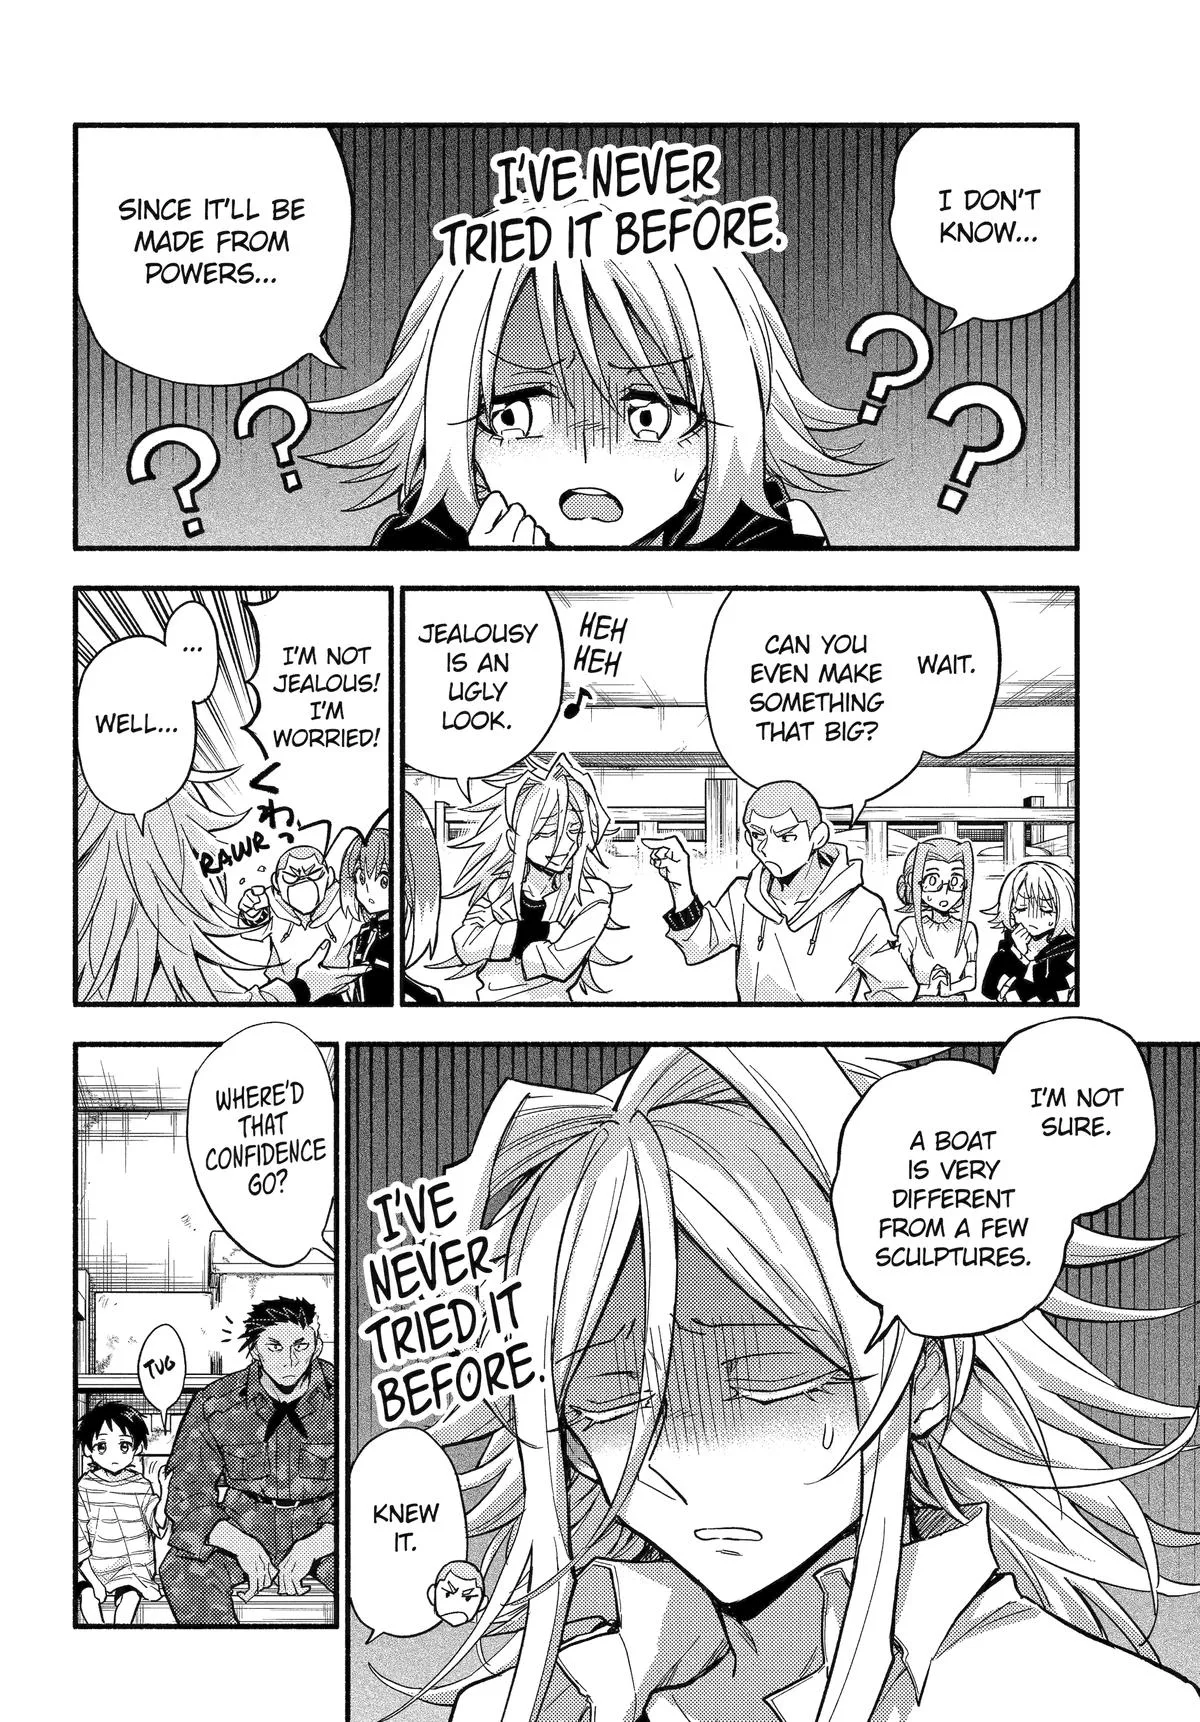 I DON'T
KNOW...
I'VE NEVER
TRIED IT BEFORE.
SINCE IT'LL BE
MADE FROM
POWERS...
?
?
?
?
WAIT.
CAN YOU
EVEN MAKE
SOMETHING
THAT BIG?
HEH
HEH
JEALOUSY
IS AN
UGLY
LOOK.
I'M NOT
JEALOUS!
I'M
WORRIED!
わっ
く
RAWR
...
WELL...
I'M NOT
SURE.
A BOAT
IS VERY
DIFFERENT
FROM A FEW
SCULPTURES.
I'VE
NEVER
TRIED IT
BEFORE.
KNEW
IT.
WHERE'D
THAT
CONFIDENCE
GO?
TUG